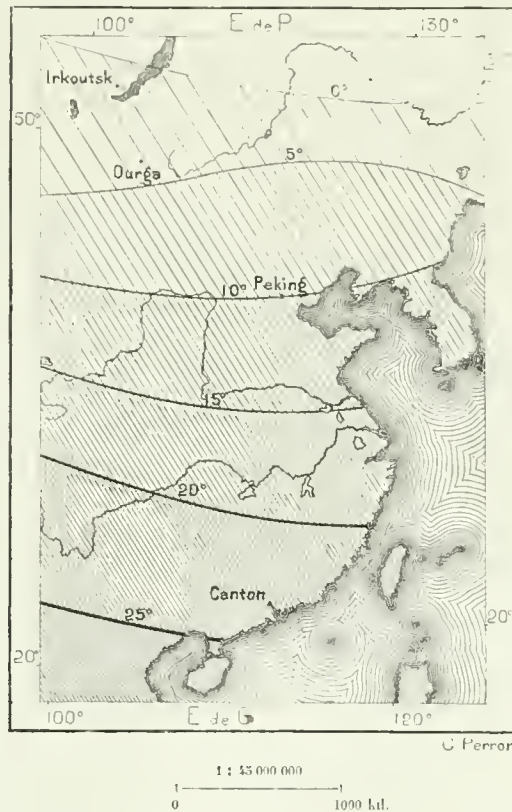 100° E de P 130°
Irkoutsk
0°
50°
5°
Ourga
10° Peking
15°
20°
Canton
25°
20°
20°
100° E de G 120°
C Perron
1 : 45 000 000
0 1000 kil.